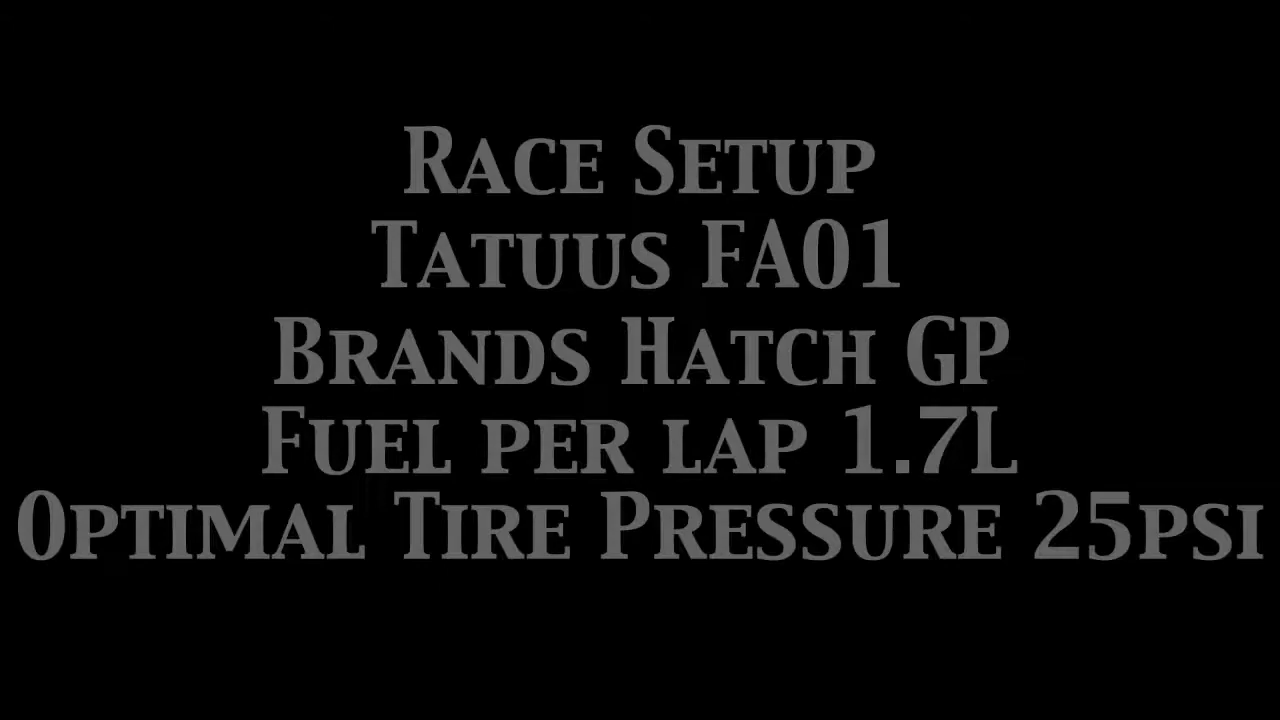 Race Setup
Tatuus FA01
Brands Hatch GP
Fuel per lap 1.7L
Optimal Tire Pressure 25psi